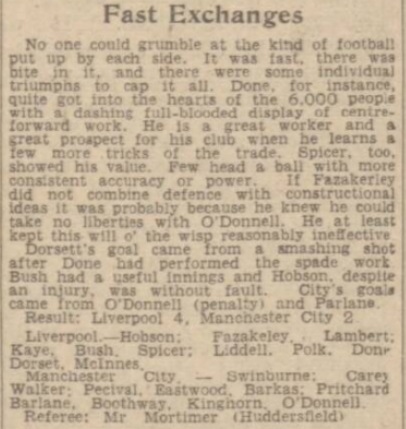 Fast Exchanges
No one could grumble at the kind of football
put up by each side. It was fast, there was
bite in it, and there were some individual
triumphs to cap it all. Done, for instance,
quite got into the hearts of the 6,000 people
with a dashing full-blooded display of centre-
forward work. He is a great worker and a
great prospect for his club when he learns a
few more tricks of the trade. Spicer, too,
showed his value. Few head a ball with more
consistent accuracy or power. If Fazakerley
did not combine defence with constructional
ideas it was probably because he knew he could
take no liberties with O'Donnell. He at least
kept this will o' the wisp reasonably ineffective
Dorsett's goal came from a smashing shot
after Done had performed the spade work
Bush had a useful innings and Hobson, despite
an injury, was without fault. City's goals
came from O'Donnell (penalty) and Parlane.
Result: Liverpool 4, Manchester City 2
Liverpool.—Hobson; Fazakeley, Lambert;
Kaye, Bush, Spicer; Liddell, Polk, Done
Dorset, McInnes.
Manchester City. — Swinburne; Carey
Walker; Pecival, Eastwood, Barkas; Pritchard
Barlane, Boothway, Kinghorn, O'Donnell.
Referee: Mr Mortimer (Huddersfield)